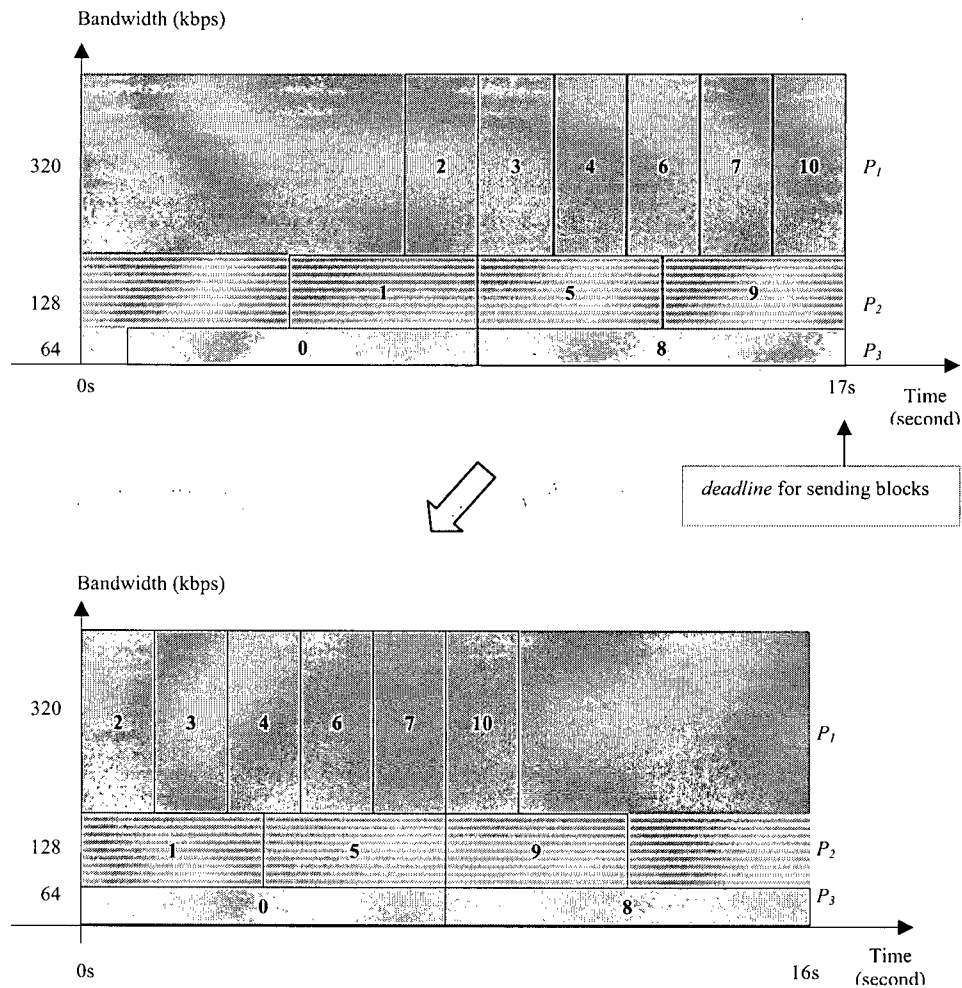 Bandwidth (kbps)
320
2
3
4
6
7
10
P1
128
1
5
9
P2
64
0
8
P3
0s
17s
Time
(second)
deadline for sending blocks
Bandwidth (kbps)
320
2
3
4
6
7
10
P1
128
1
5
9
P2
64
0
8
P3
0s
16s
Time
(second)